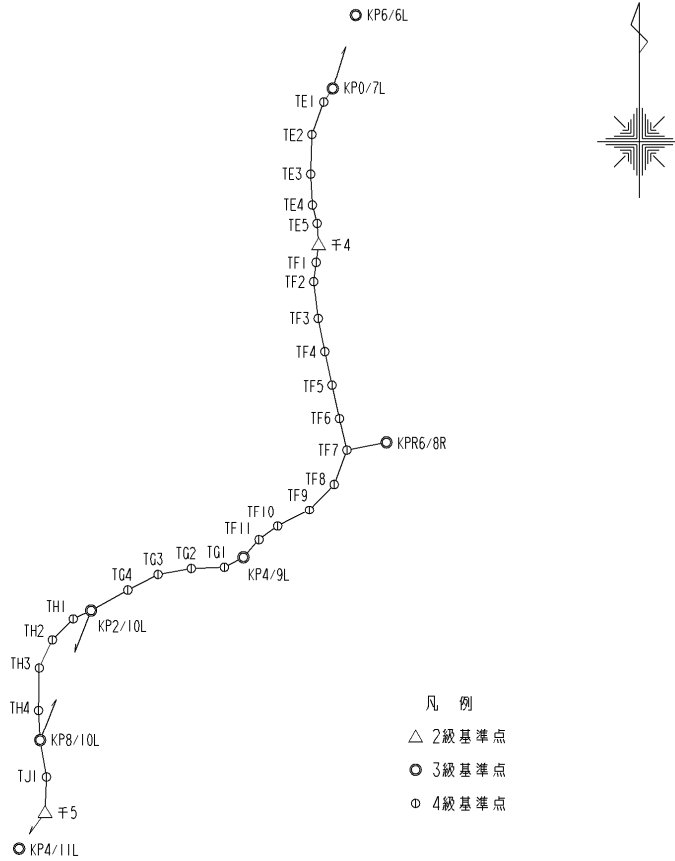 KP6/6L
KP0/7L
TE1
TE2
TE3
TE4
TE5
千4
TF1
TF2
TF3
TF4
TF5
TF6
TF7
KPR6/8R
TF8
TF9
TF10
TF11
KP4/9L
TG1
TG2
TG3
TG4
KP2/10L
TH1
TH2
TH3
TH4
KP8/10L
TJ1
千5
KP4/11L
凡 例
2級基準点
3級基準点
4級基準点